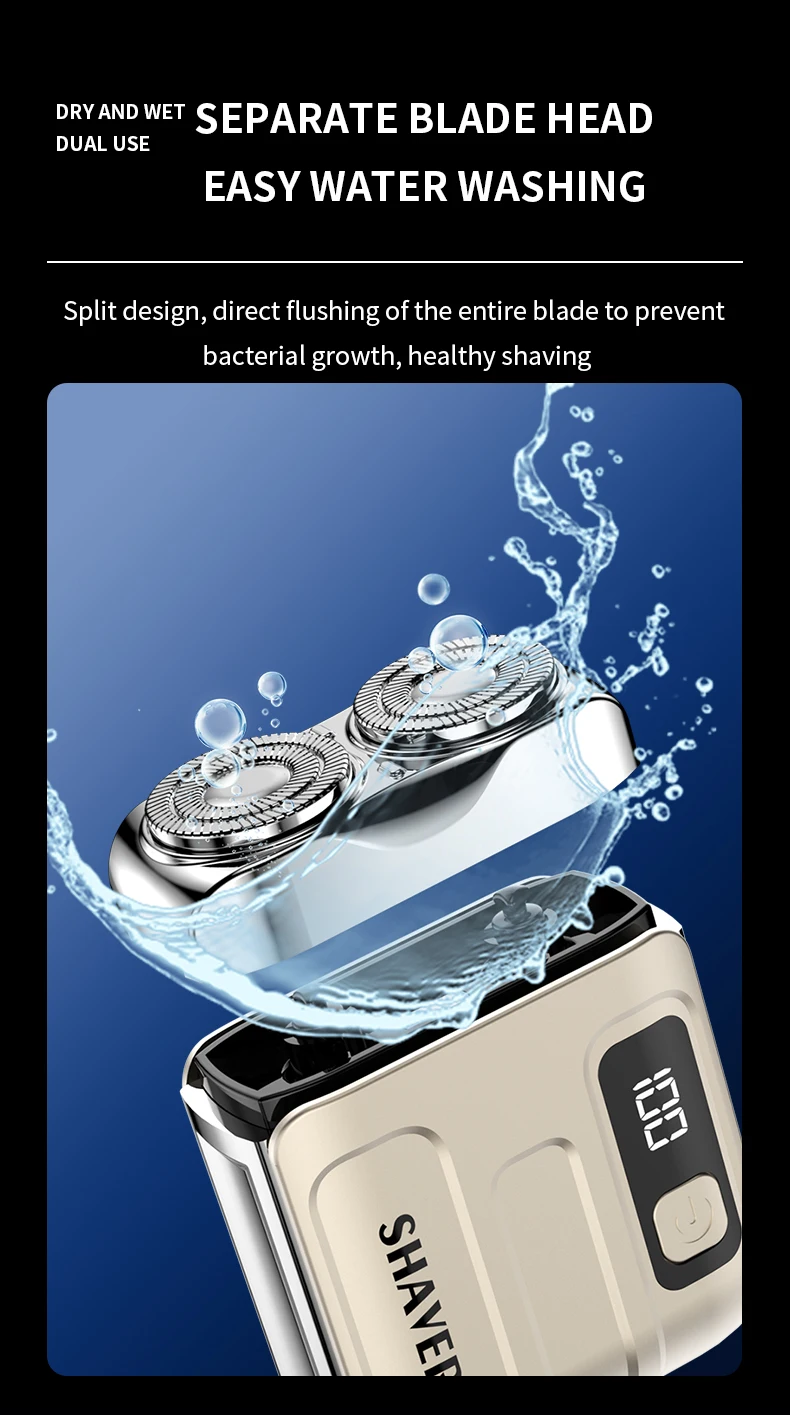 DRY AND WET
DUAL USE
SEPARATE BLADE HEAD
EASY WATER WASHING
Split design, direct flushing of the entire blade to prevent
bacterial growth, healthy shaving
100
SHAVER